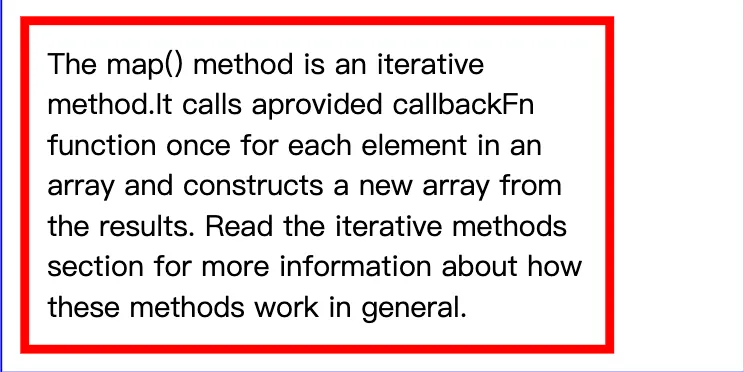 The map() method is an iterative
method.It calls aprovided callbackFn
function once for each element in an
array and constructs a new array from
the results. Read the iterative methods
section for more information about how
these methods work in general.